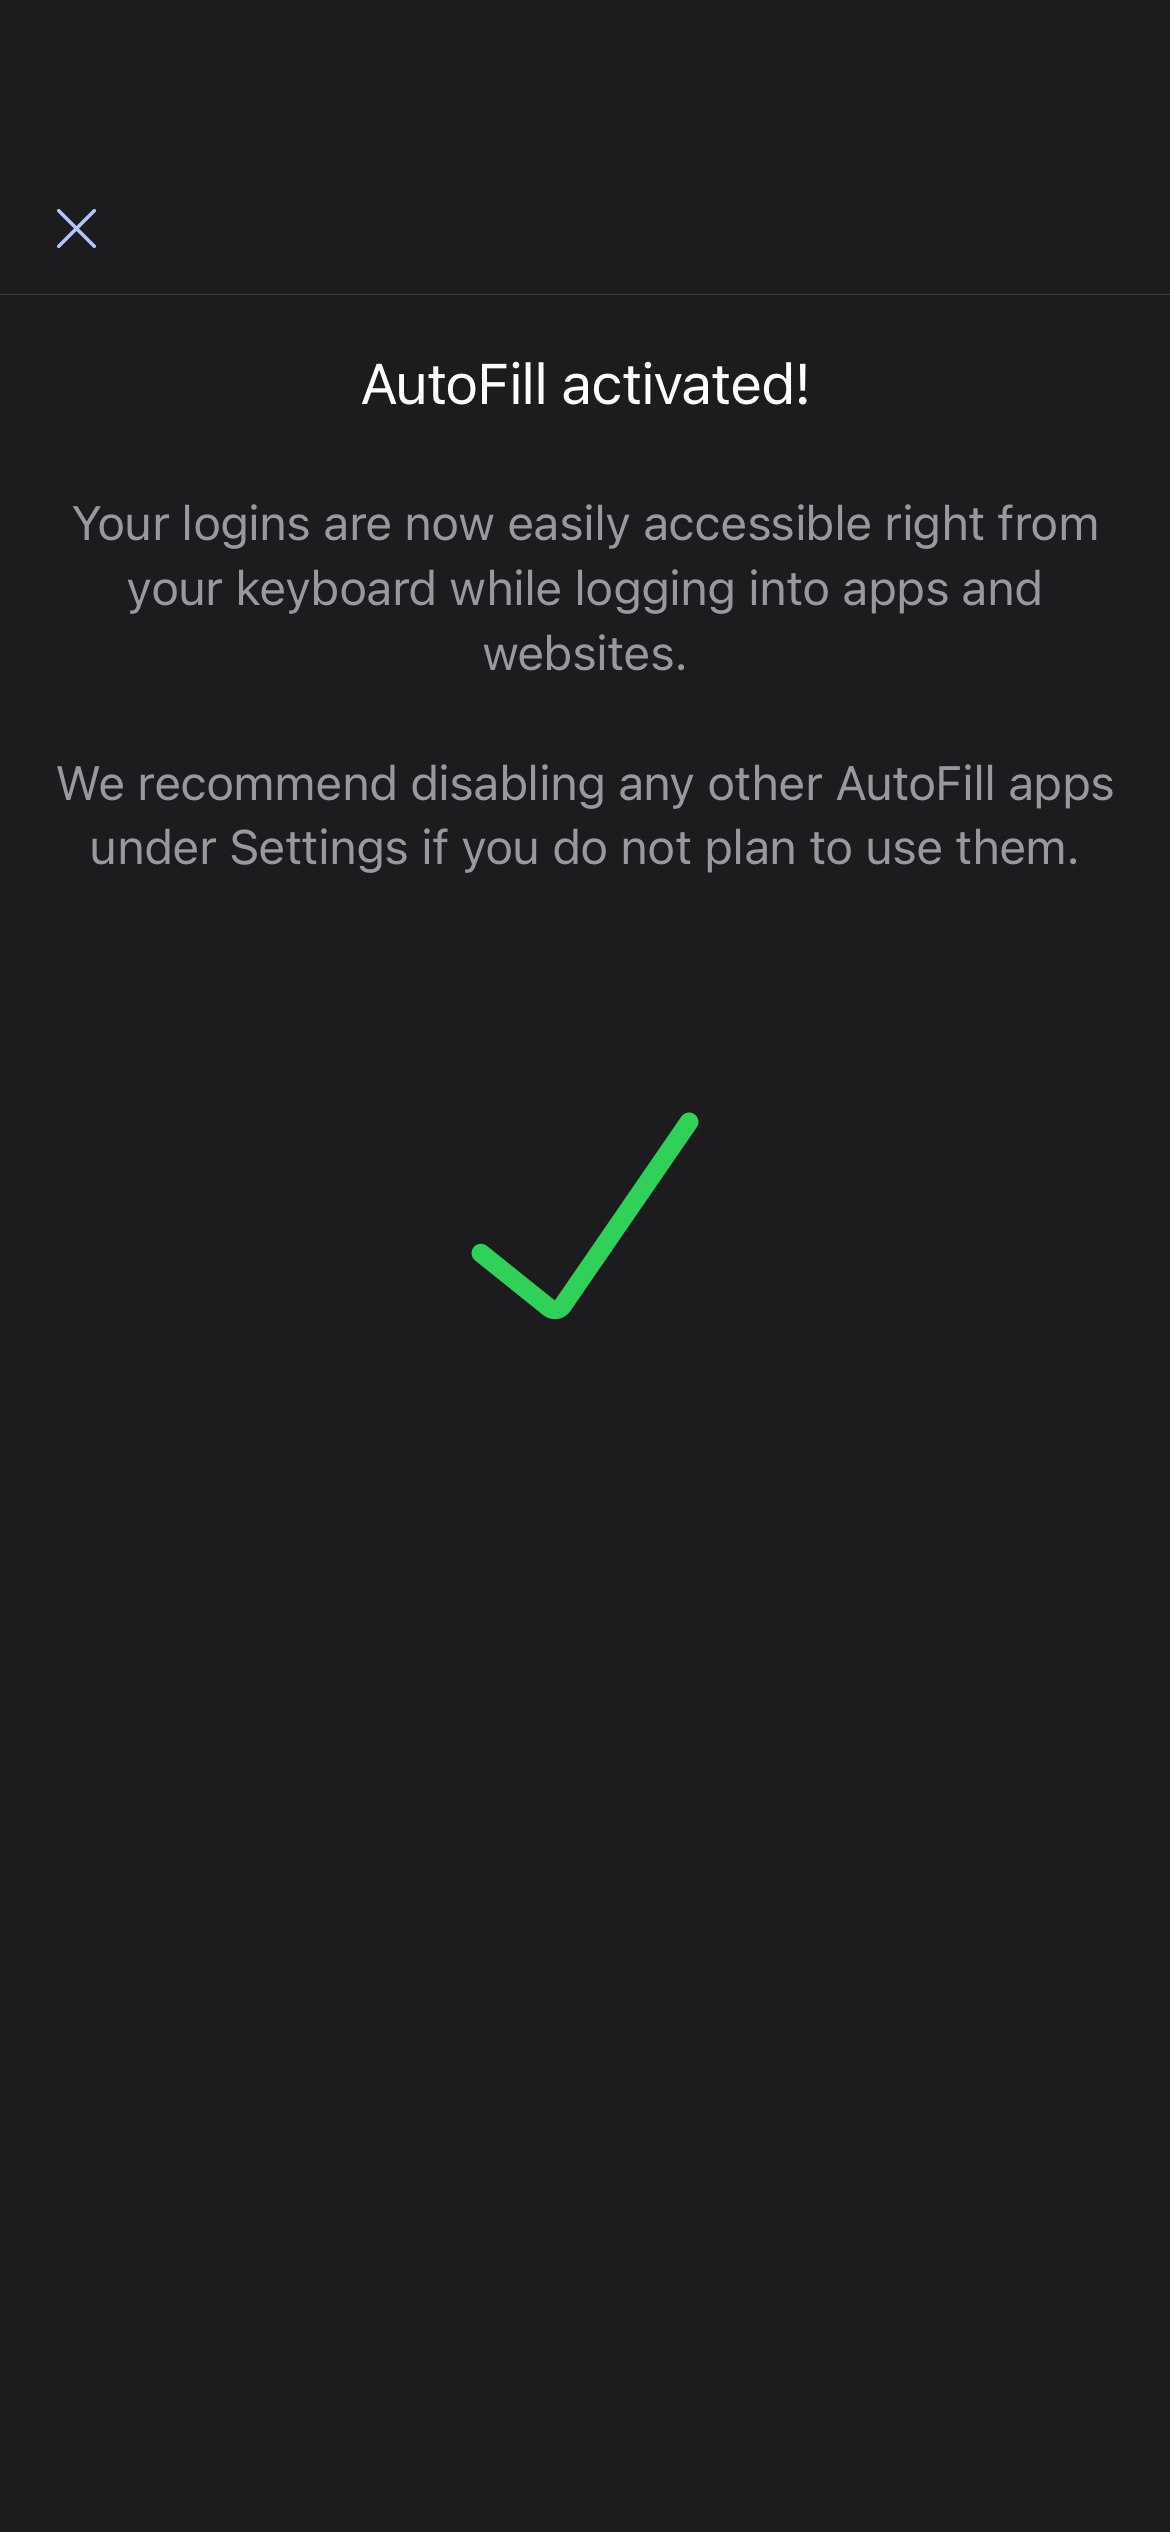 AutoFill activated!
Your logins are now easily accessible right from
your keyboard while logging into apps and
websites.
We recommend disabling any other AutoFill apps
under Settings if you do not plan to use them.